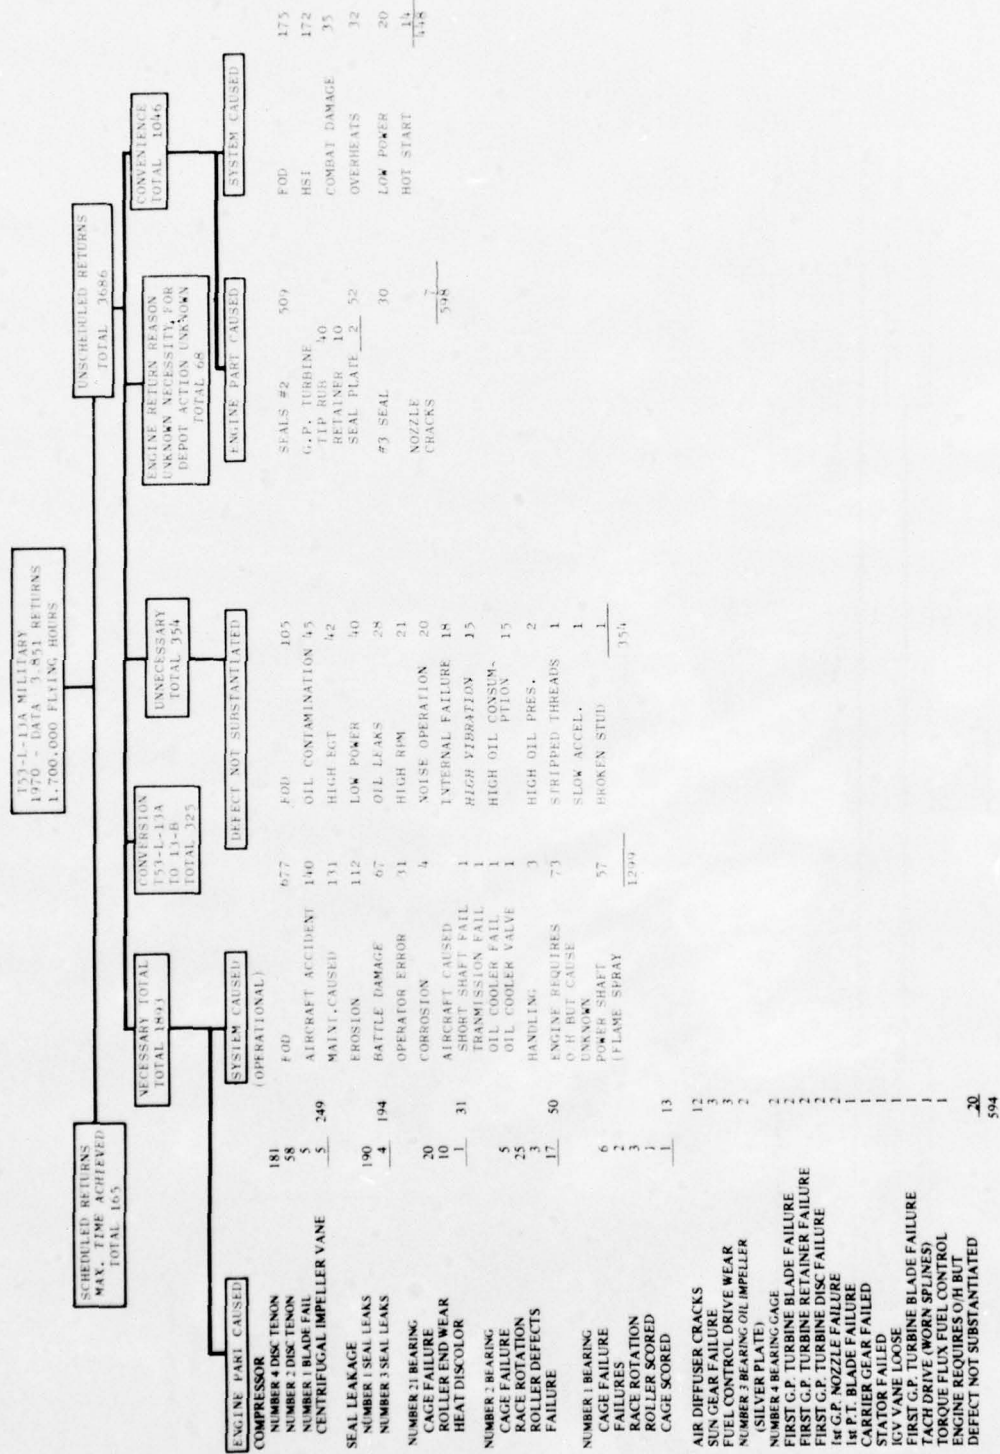 T53-L-13A MILITARY
1970 - DATA 3,851 RETURNS
1,700,000 FLYING HOURS
SCHEDULED RETURNS
MAX. TIME ACHIEVED
TOTAL 165
UNSCHEDULED RETURNS
TOTAL 3686
NECESSARY TOTAL
TOTAL 1893
CONVERSION
T53-L-13A
TO 13-B
TOTAL 325
UNNECESSARY
TOTAL 354
ENGINE RETURN REASON
UNKNOWN NECESSITY, FOR
DEPOT ACTION UNKNOWN
TOTAL 68
CONVENIENCE
TOTAL 1046
ENGINE PART CAUSED
COMPRESSOR
NUMBER 4 DISC TENON 181
NUMBER 2 DISC TENON 58
NUMBER 1 BLADE FAIL 5
CENTRIFUGAL IMPELLER VANE 5 249
SEAL LEAKAGE
NUMBER 1 SEAL LEAKS 190
NUMBER 3 SEAL LEAKS 4 194
NUMBER 21 BEARING
CAGE FAILURE 20
ROLLER END WEAR 10
HEAT DISCOLOR 1 31
NUMBER 2 BEARING
CAGE FAILURE 5
RACE ROTATION 25
ROLLER DEFECTS 3
FAILURE 17 50
NUMBER 1 BEARING
CAGE FAILURE 6
FAILURES 2
RACE ROTATION 3
ROLLER SCORED 1
CAGE SCORED 1 13
AIR DIFFUSER CRACKS 12
SUN GEAR FAILURE 3
FUEL CONTROL DRIVE WEAR 3
NUMBER 3 BEARING OIL IMPELLER 2
(SILVER PLATE)
NUMBER 4 BEARING GAGE 2
FIRST G.P. TURBINE BLADE FAILURE 2
FIRST G.P. TURBINE RETAINER FAILURE 2
FIRST G.P. TURBINE DISC FAILURE 2
1st G.P. NOZZLE FAILURE 2
1st P.T. BLADE FAILURE 1
CARRIER GEAR FAILED 1
STATOR FAILED 1
IGV VANE LOOSE 1
FIRST G.P. TURBINE BLADE FAILURE 1
TACH DRIVE (WORN SPLINES) 1
TORQUE FLUX FUEL CONTROL 1
ENGINE REQUIRES O/H BUT
DEFECT NOT SUBSTANTIATED 20
594
SYSTEM CAUSED
(OPERATIONAL)
FOD 677
AIRCRAFT ACCIDENT 140
MAINT. CAUSED 131
EROSION 112
BATTLE DAMAGE 67
OPERATOR ERROR 31
CORROSION 4
AIRCRAFT CAUSED
SHORT SHAFT FAIL 1
TRANMISSION FAIL 1
OIL COOLER FAIL 1
OIL COOLER VALVE 1
HANDLING 3
ENGINE REQUIRES 73
O H BUT CAUSE
UNKNOWN
POWER SHAFT 57
(FLAME SPRAY
1299
DEFECT NOT SUBSTANTIATED
FOD 105
OIL CONTAMINATION 45
HIGH EGT 42
LOW POWER 40
OIL LEAKS 28
HIGH RPM 21
NOISE OPERATION 20
INTERNAL FAILURE 18
HIGH VIBRATION 15
HIGH OIL CONSUM-
PTION 15
HIGH OIL PRES. 2
STRIPPED THREADS 1
SLOW ACCEL. 1
BROKEN STUD 1
354
ENGINE PART CAUSED
SEALS #2 509
G.P. TURBINE
TIP RUB 40
RETAINER 10
SEAL PLATE 2 52
#3 SEAL 30
NOZZLE
CRACKS 7
598
SYSTEM CAUSED
FOD 175
HSI 172
COMBAT DAMAGE 35
OVERHEATS 32
LOW POWER 20
HOT START 14
448